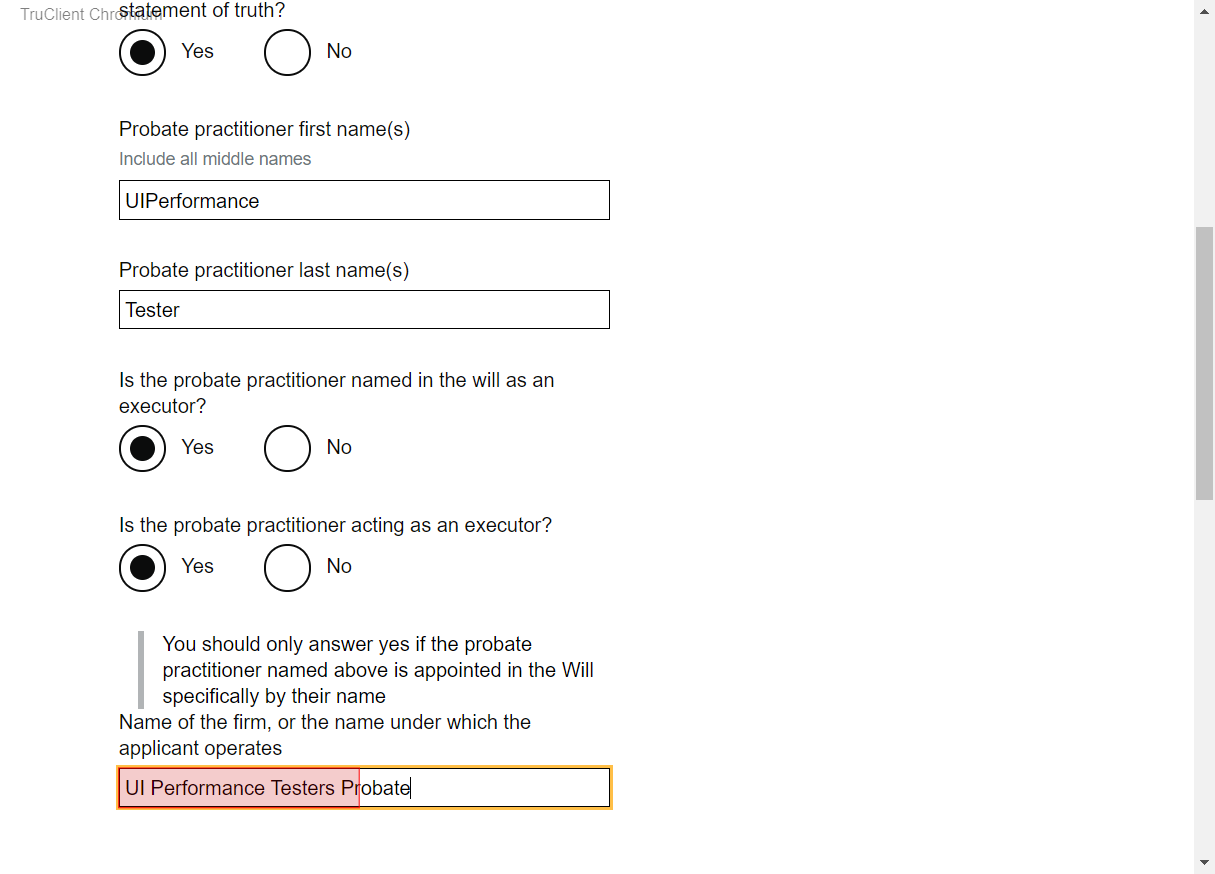 TruClient Chromium
statement of truth?
Yes No
Probate practitioner first name(s)
Include all middle names
UIPerformance
Probate practitioner last name(s)
Tester
Is the probate practitioner named in the will as an
executor?
Yes No
Is the probate practitioner acting as an executor?
Yes No
You should only answer yes if the probate
practitioner named above is appointed in the Will
specifically by their name
Name of the firm, or the name under which the
applicant operates
UI Performance Testers Probate